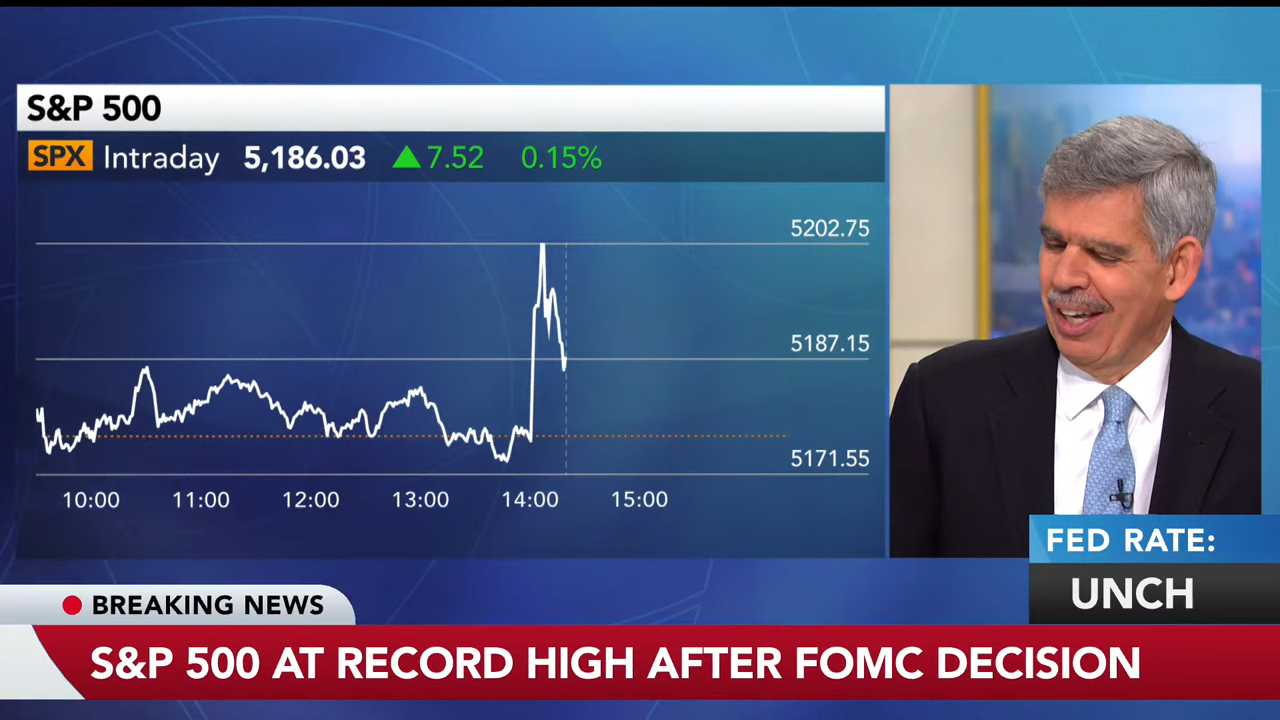 S&P 500
SPX Intraday 5,186.03 ▲7.52 0.15%
5202.75
5187.15
5171.55
10:00 11:00 12:00 13:00 14:00 15:00
FED RATE:
UNCH
BREAKING NEWS
S&P 500 AT RECORD HIGH AFTER FOMC DECISION